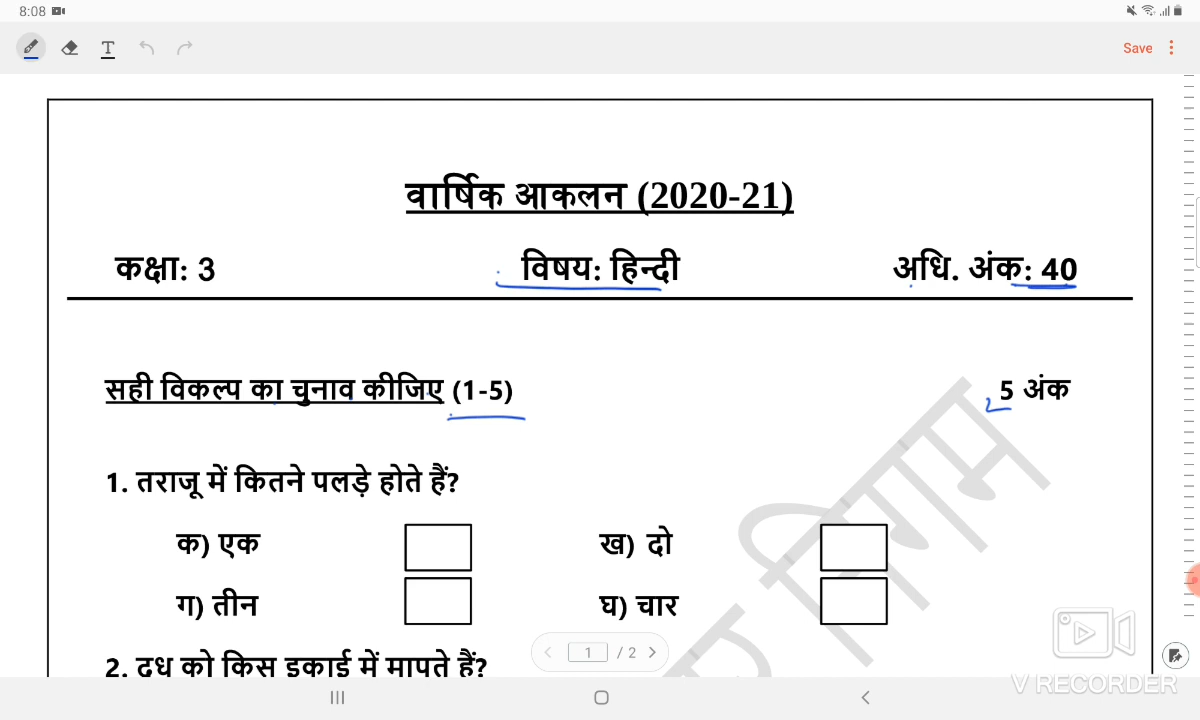 8:08
T
Save
वार्षिक आकलन (2020-21)
कक्षा: 3 विषय: हिन्दी अधि. अंक: 40
सही विकल्प का चुनाव कीजिए (1-5) 5 अंक
1. तराजू में कितने पलड़े होते हैं?
क) एक ख) दो
ग) तीन घ) चार
2. दूध को किस इकाई में मापते हैं?
1 / 2
निगम
V RECORDER